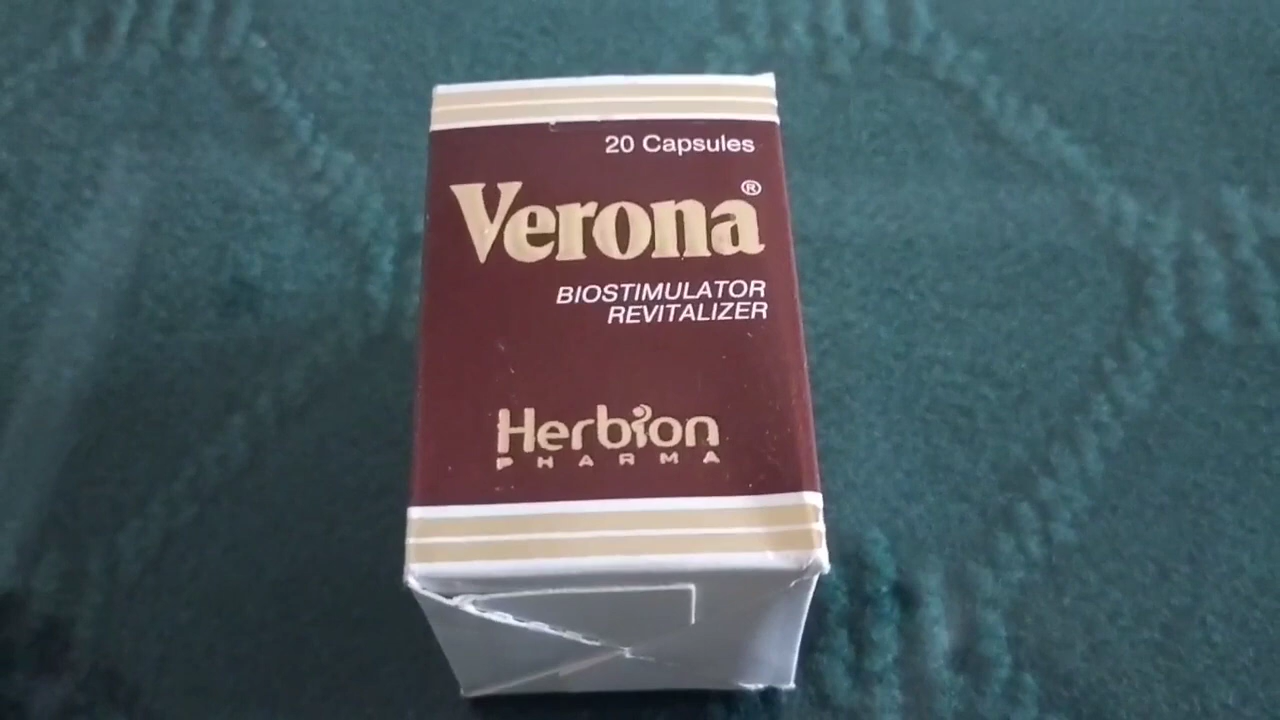 20 Capsules
Verona®
BIOSTIMULATOR
REVITALIZER
Herbion
PHARMA